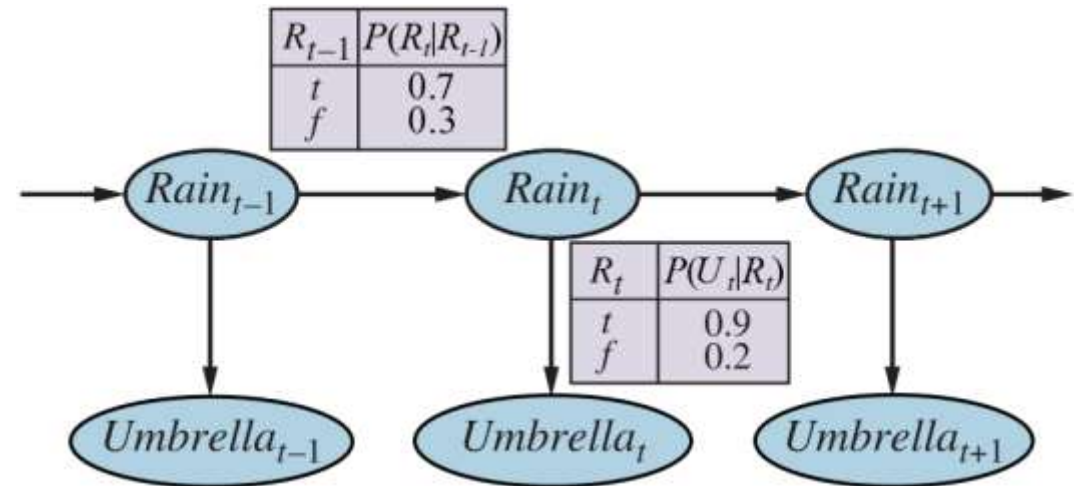 R_{t-1} P(R_t|R_{t-1})
t 0.7
f 0.3
Rain_{t-1} Rain_t Rain_{t+1}
R_t P(U_t|R_t)
t 0.9
f 0.2
Umbrella_{t-1} Umbrella_t Umbrella_{t+1}